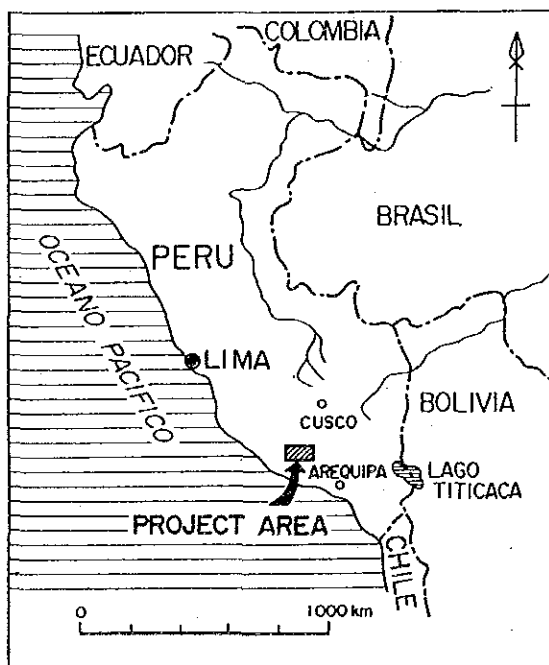 COLOMBIA
ECUADOR
BRASIL
PERU
OCEANO PACIFICO
LIMA
BOLIVIA
CUSCO
AREQUIPA
LAGO
TITICACA
PROJECT AREA
CHILE
0
1000 km